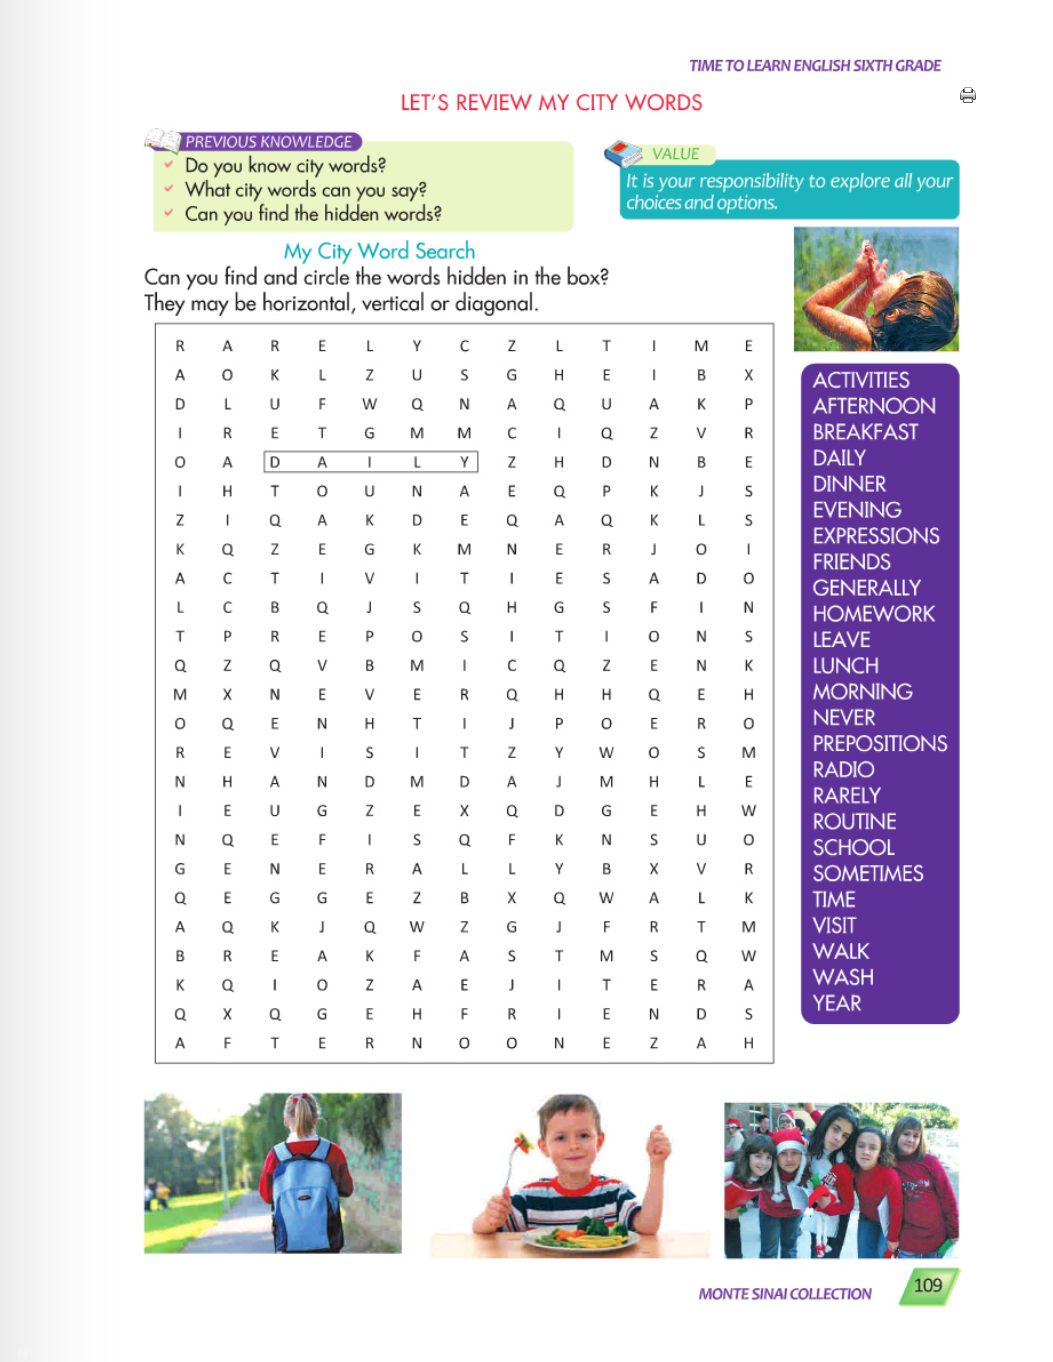 TIME TO LEARN ENGLISH SIXTH GRADE
LET'S REVIEW MY CITY WORDS
PREVIOUS KNOWLEDGE
Do you know city words?
What city words can you say?
Can you find the hidden words?
VALUE
It is your responsibility to explore all your
choices and options.
My City Word Search
Can you find and circle the words hidden in the box?
They may be horizontal, vertical or diagonal.
R A R E L Y C Z L T I M E
A O K L Z U S G H E I B X
D L U F W Q N A Q U A K P
I R E T G M M C I Q Z V R
O A D A I L Y Z H D N B E
I H T O U N A E Q P K J S
Z I Q A K D E Q A Q K L S
K Q Z E G K M N E R J O I
A C T I V I T I E S A D O
L C B Q J S Q H G S F I N
T P R E P O S I T I O N S
Q Z Q V B M I C Q Z E N K
M X N E V E R Q H H Q E H
O Q E N H T I J P O E R O
R E V I S I T Z Y W O S M
N H A N D M D A J M H L E
I E U G Z E X Q D G E H W
N Q E F I S Q F K N S U O
G E N E R A L L Y B X V R
Q E G G E Z B X Q W A L K
A Q K J Q W Z G J F R T M
B R E A K F A S T M S Q W
K Q I O Z A E J I T E R A
Q X Q G E H F R I E N D S
A F T E R N O O N E Z A H
ACTIVITIES
AFTERNOON
BREAKFAST
DAILY
DINNER
EVENING
EXPRESSIONS
FRIENDS
GENERALLY
HOMEWORK
LEAVE
LUNCH
MORNING
NEVER
PREPOSITIONS
RADIO
RARELY
ROUTINE
SCHOOL
SOMETIMES
TIME
VISIT
WALK
WASH
YEAR
MONTE SINAI COLLECTION
109